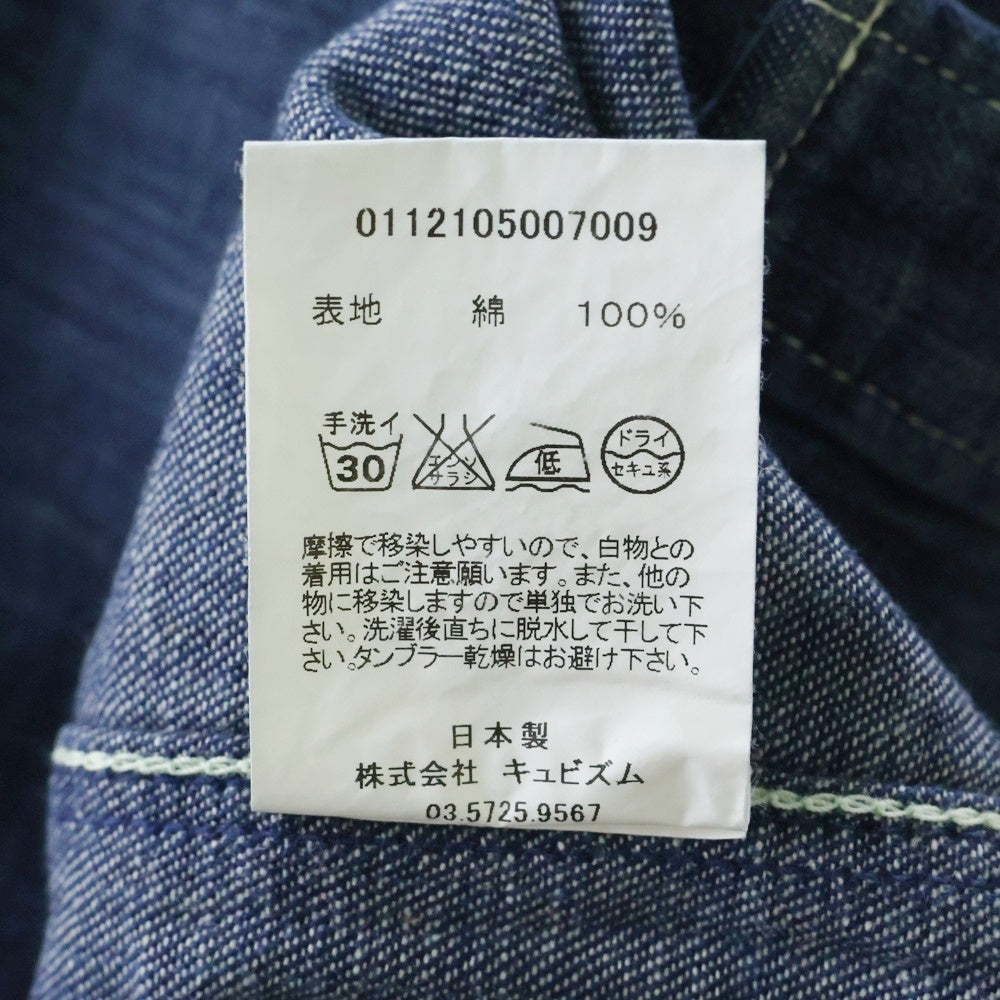 0112105007009
表地 綿 100%
手洗イ
30 エンソ サラシ 低 ドライ セキユ系
摩擦で移染しやすいので、白物との
着用はご注意願います。また、他の
物に移染しますので単独でお洗い下
さい。洗濯後直ちに脱水して干して下
さい。タンブラー乾燥はお避け下さい。
日本製
株式会社 キュビズム
03.5725.9567